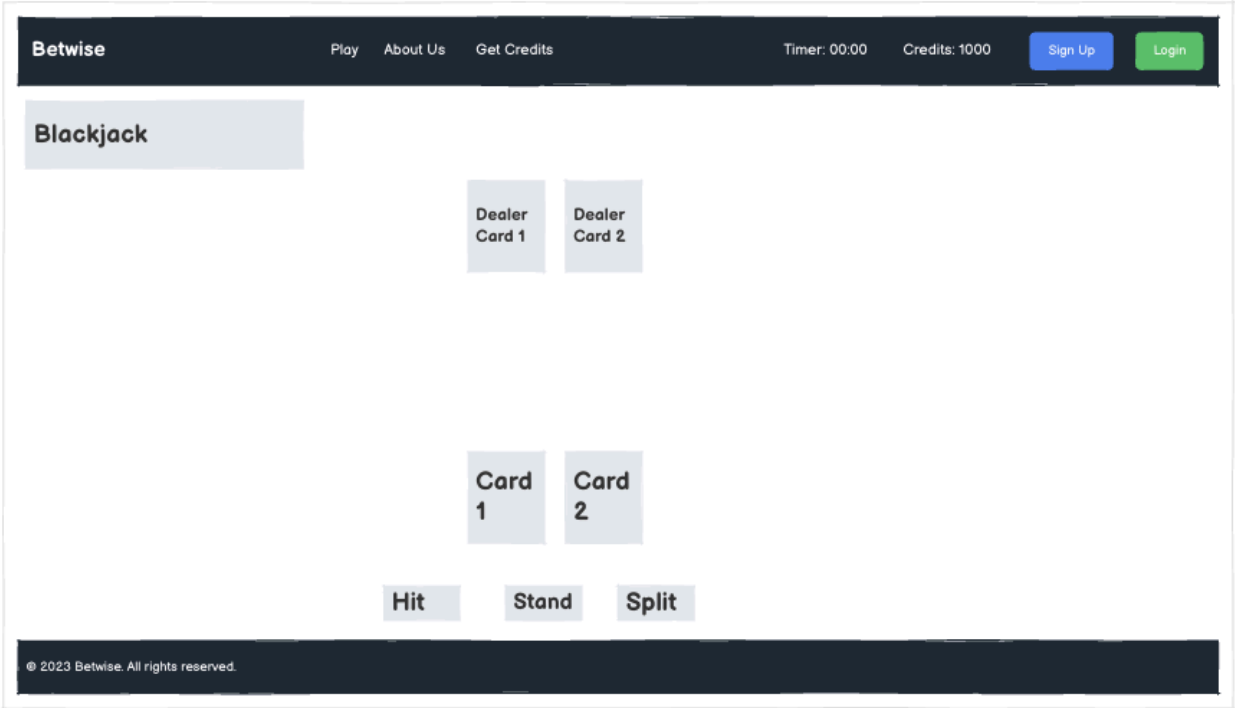 Betwise Play About Us Get Credits Timer: 00:00 Credits: 1000 Sign Up Login
Blackjack
Dealer Card 1
Dealer Card 2
Card 1
Card 2
Hit Stand Split
© 2023 Betwise. All rights reserved.